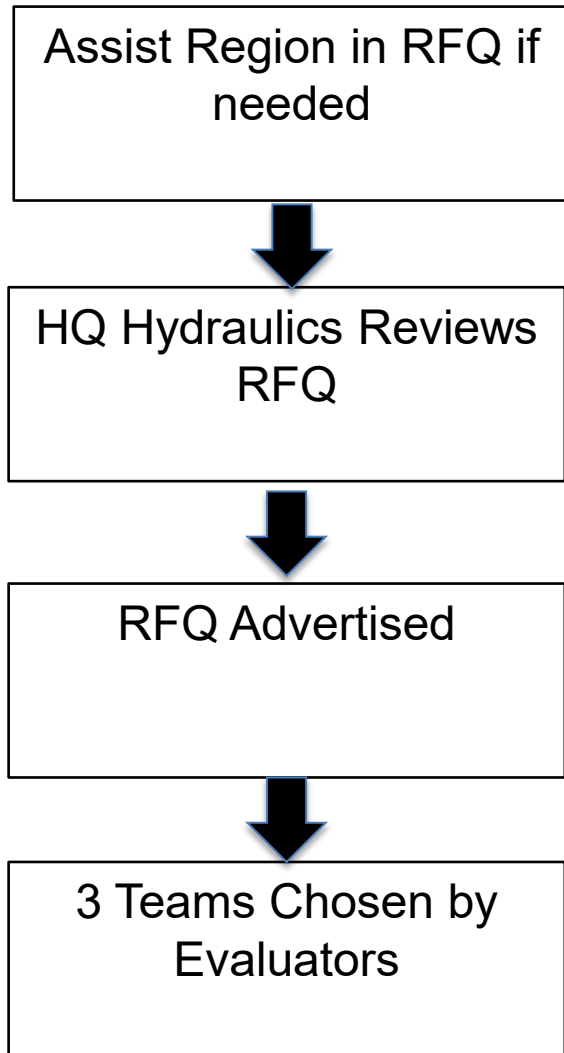 Assist Region in RFQ if
needed
HQ Hydraulics Reviews
RFQ
RFQ Advertised
3 Teams Chosen by
Evaluators